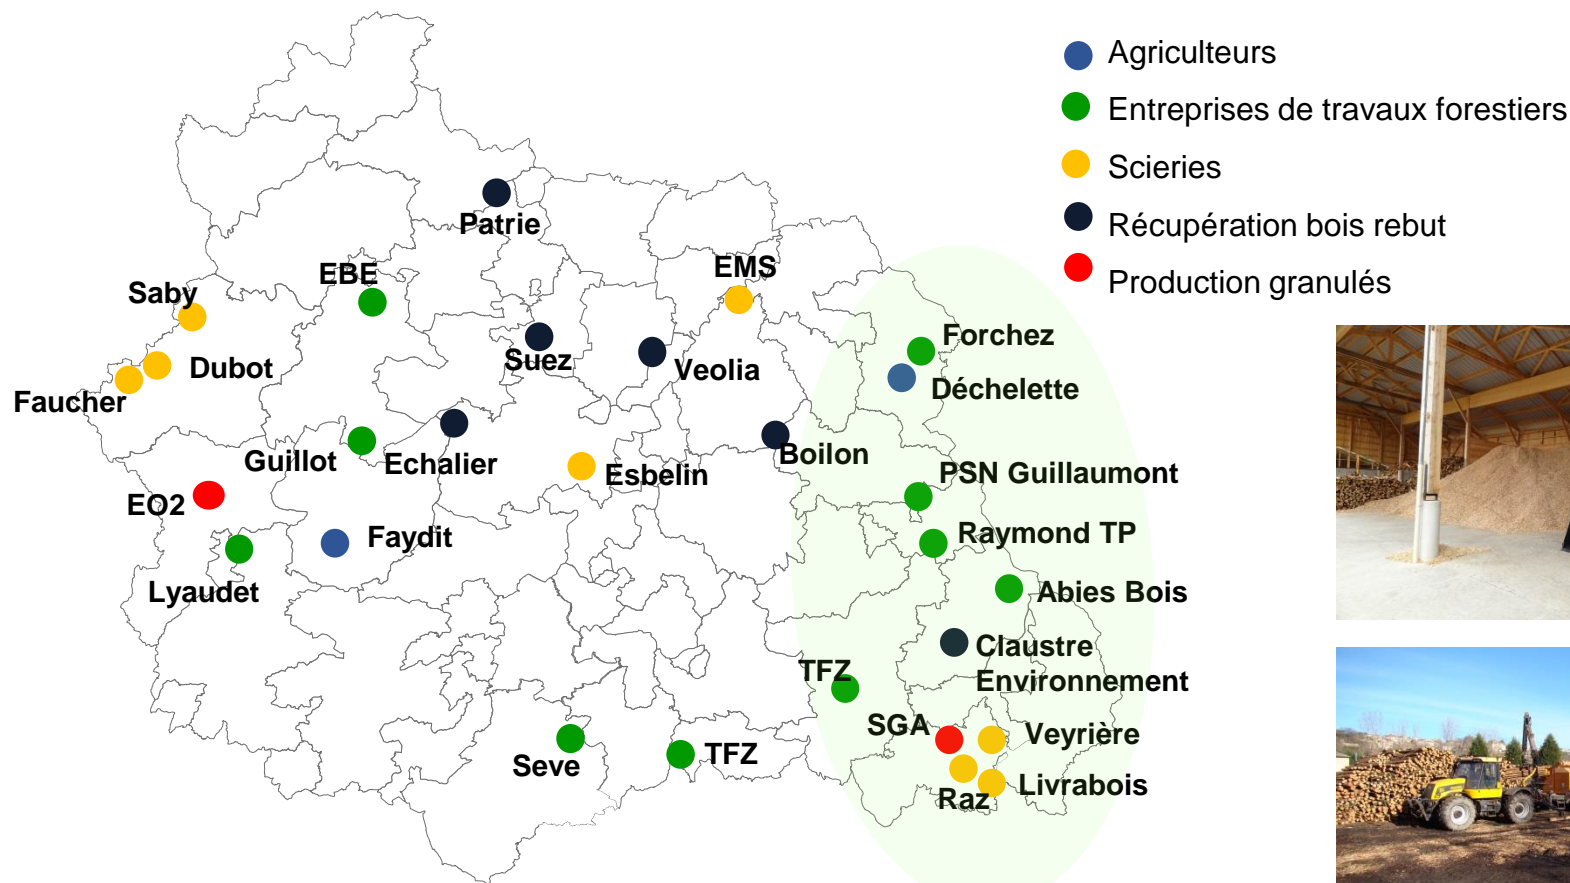 Agriculteurs
Entreprises de travaux forestiers
Scieries
Récupération bois rebut
Production granulés
Patrie
EBE
EMS
Saby
Forchez
Suez
Veolia
Dubot
Déchelette
Faucher
Guillot
Echalier
Boilon
Esbelin
PSN Guillaumont
EO2
Faydit
Raymond TP
Lyaudet
Abies Bois
Claustre
Environnement
TFZ
SGA
Veyrière
Seve
TFZ
Raz
Livrabois